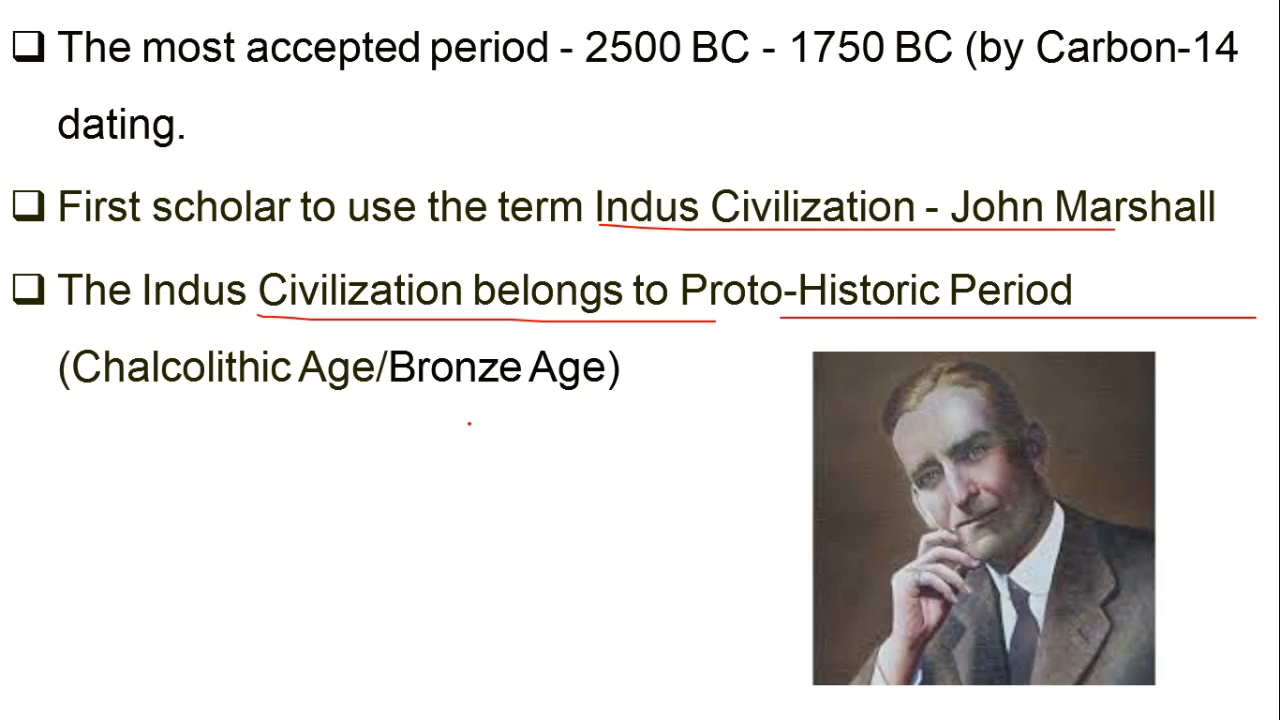 ❑ The most accepted period - 2500 BC - 1750 BC (by Carbon-14
dating.
❑ First scholar to use the term Indus Civilization - John Marshall
❑ The Indus Civilization belongs to Proto-Historic Period
(Chalcolithic Age/Bronze Age)